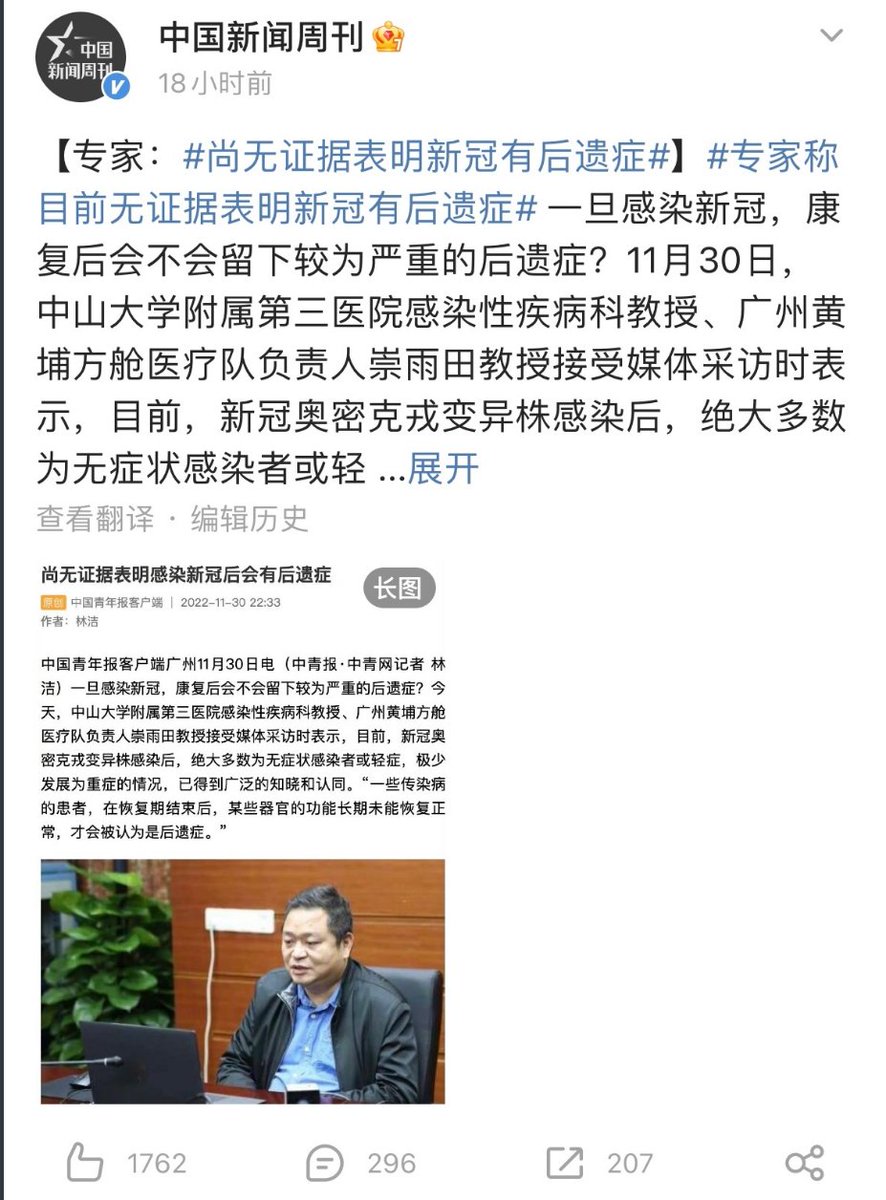 中国
新闻周刊
中国新闻周刊
18小时前
【专家：#尚无证据表明新冠有后遗症#】#专家称
目前无证据表明新冠有后遗症# 一旦感染新冠，康
复后会不会留下较为严重的后遗症？11月30日，
中山大学附属第三医院感染性疾病科教授、广州黄
埔方舱医疗队负责人崇雨田教授接受媒体采访时表
示，目前，新冠奥密克戎变异株感染后，绝大多数
为无症状感染者或轻 ...展开
查看翻译 · 编辑历史
尚无证据表明感染新冠后会有后遗症
长图
原创 中国青年报客户端 | 2022-11-30 22:33
作者：林洁
中国青年报客户端广州11月30日电（中青报·中青网记者 林
洁）一旦感染新冠，康复后会不会留下较为严重的后遗症？今
天，中山大学附属第三医院感染性疾病科教授、广州黄埔方舱
医疗队负责人崇雨田教授接受媒体采访时表示，目前，新冠奥
密克戎变异株感染后，绝大多数为无症状感染者或轻症，极少
发展为重症的情况，已得到广泛的知晓和认同。“一些传染病
的患者，在恢复期结束后，某些器官的功能长期未能恢复正
常，才会被认为是后遗症。”
1762
296
207